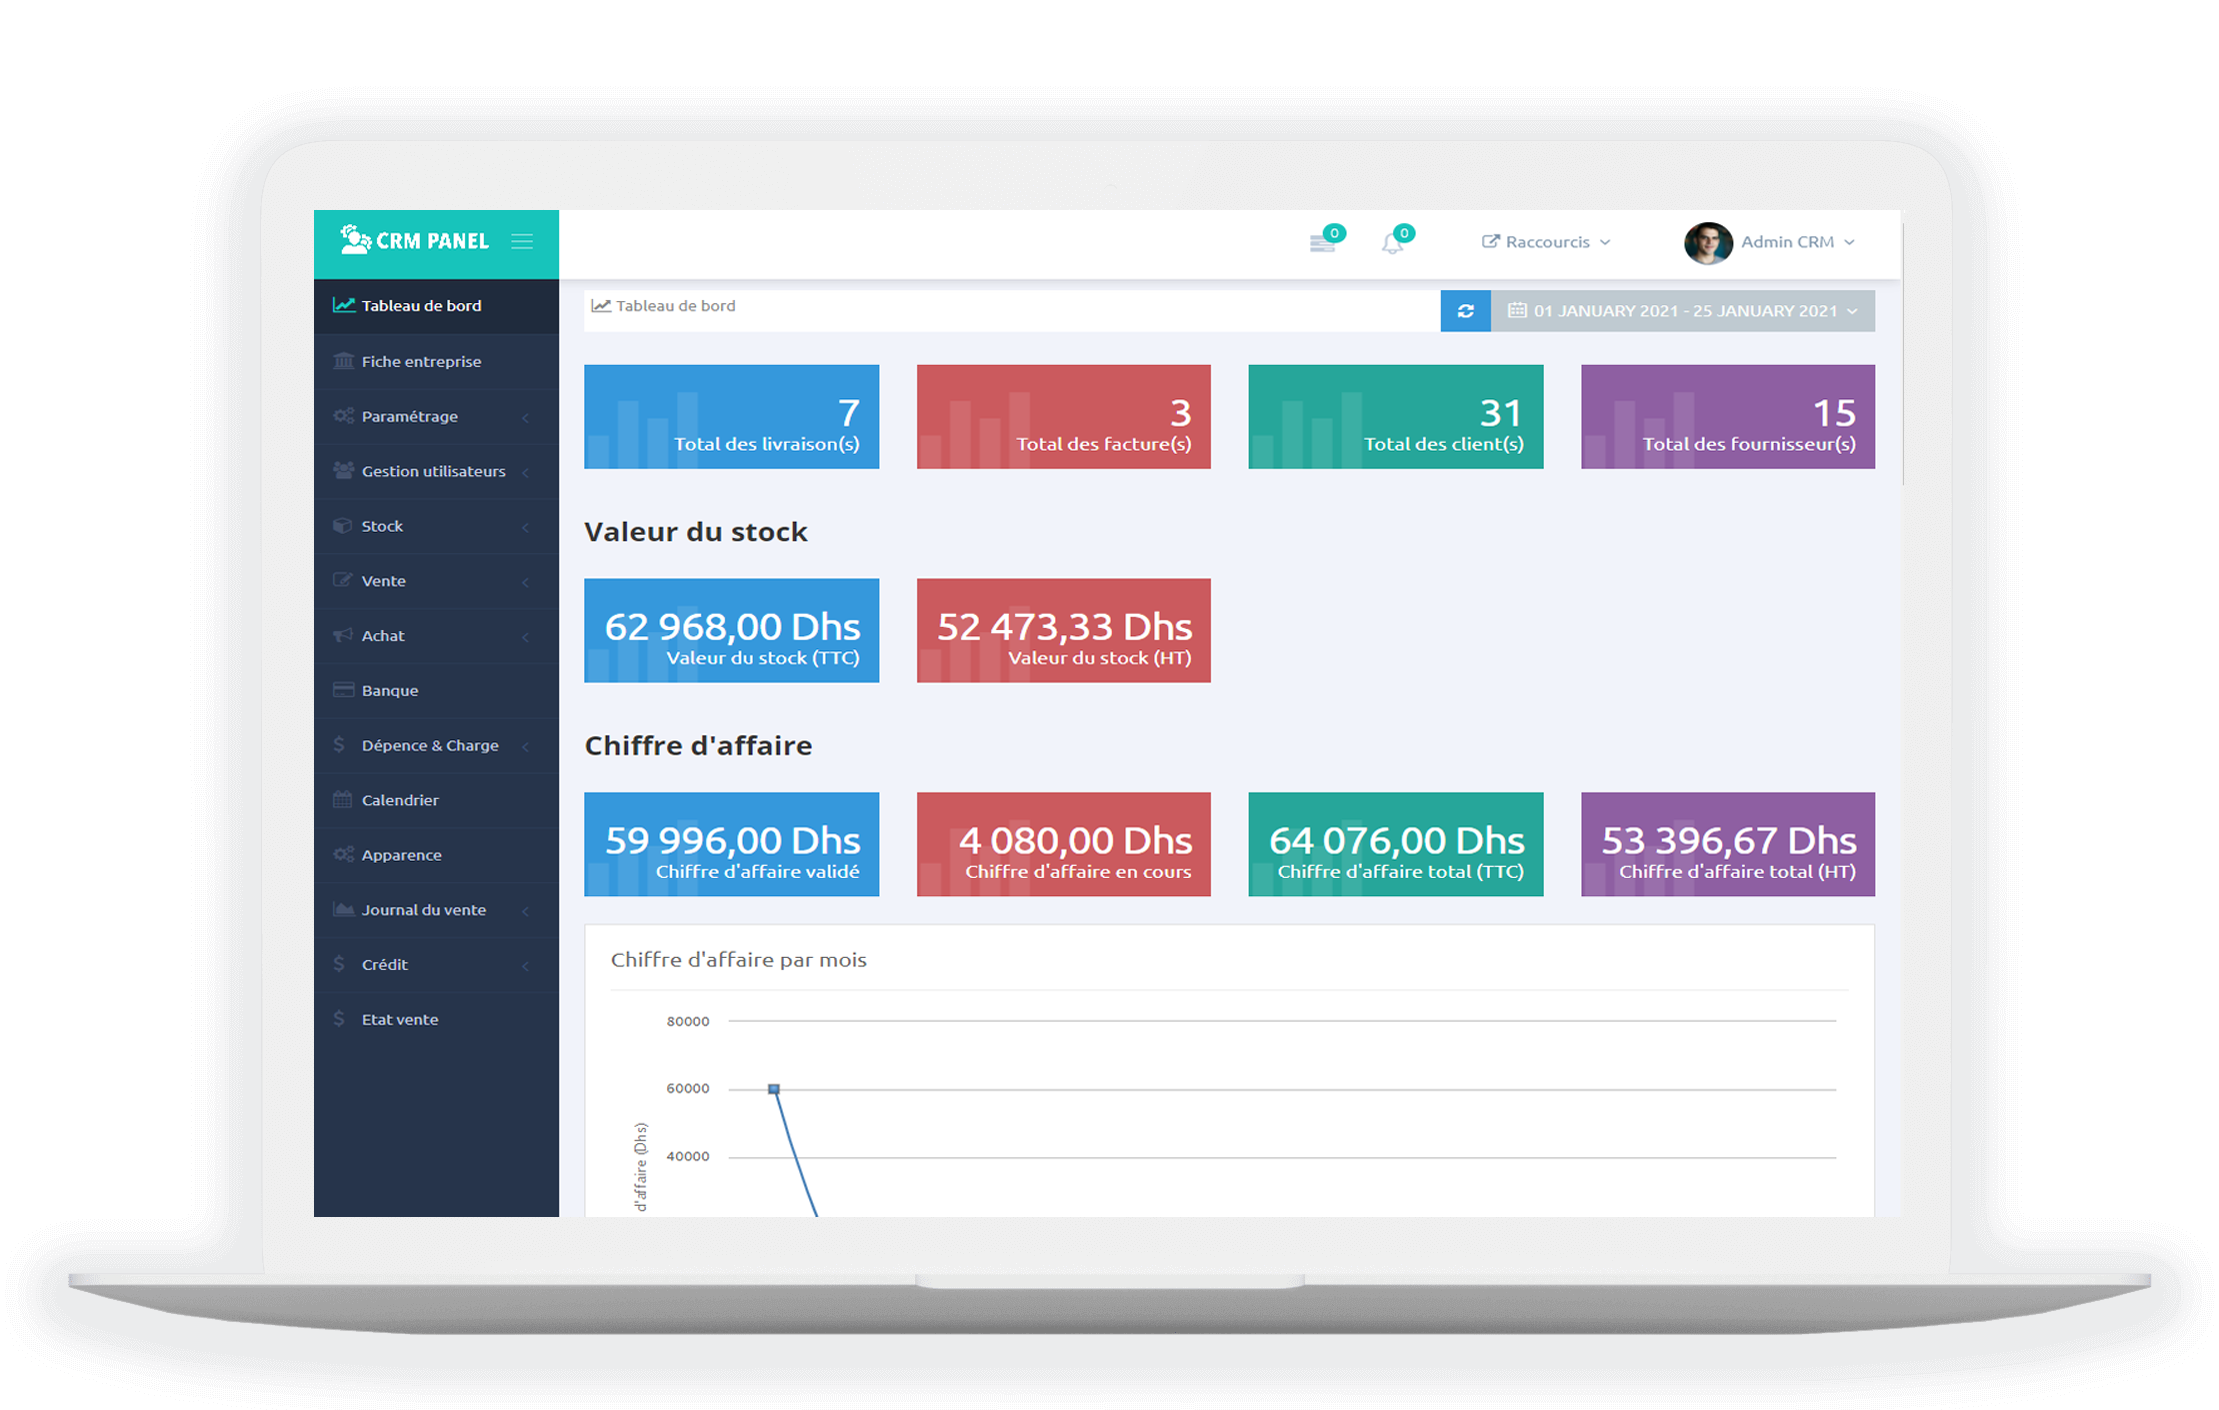 CRM PANEL
0
0
Raccourcis
Admin CRM
Tableau de bord
Fiche entreprise
Paramétrage
Gestion utilisateurs
Stock
Vente
Achat
Banque
Dépence & Charge
Calendrier
Apparence
Journal du vente
Crédit
Etat vente
Tableau de bord
01 JANUARY 2021 - 25 JANUARY 2021
7
Total des livraison(s)
3
Total des facture(s)
31
Total des client(s)
15
Total des fournisseur(s)
Valeur du stock
62 968,00 Dhs
Valeur du stock (TTC)
52 473,33 Dhs
Valeur du stock (HT)
Chiffre d'affaire
59 996,00 Dhs
Chiffre d'affaire validé
4 080,00 Dhs
Chiffre d'affaire en cours
64 076,00 Dhs
Chiffre d'affaire total (TTC)
53 396,67 Dhs
Chiffre d'affaire total (HT)
Chiffre d'affaire par mois
80000
60000
40000
d'affaire (Dhs)